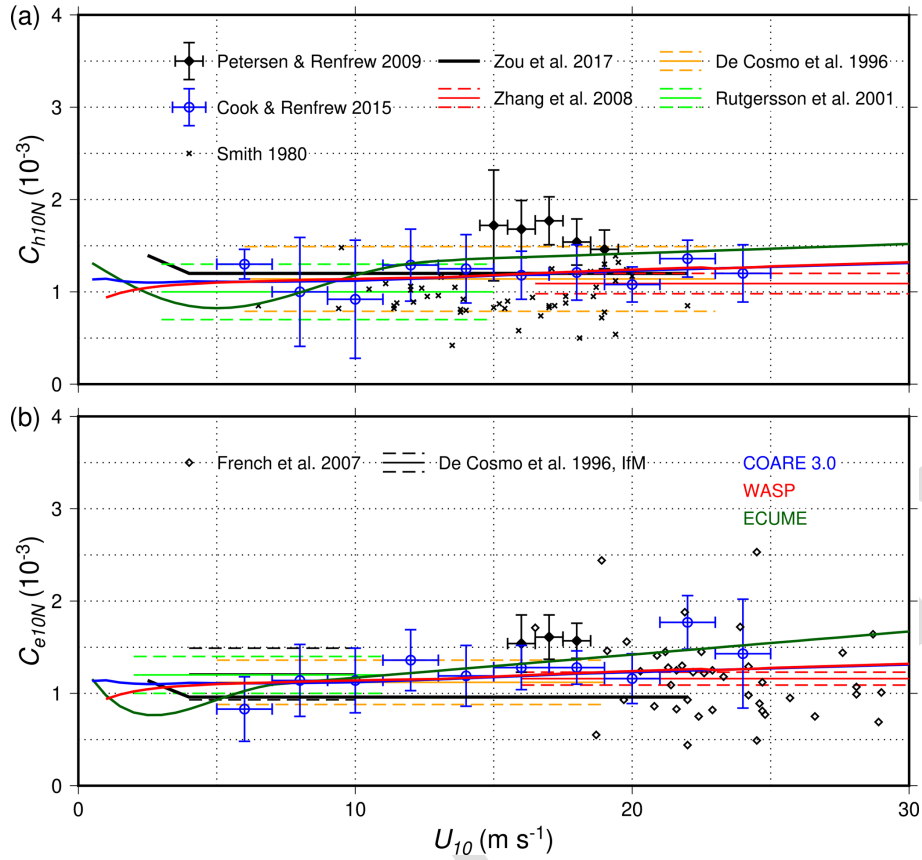 (a)
4
3
2
1
0
C_h10N (10^-3)
Petersen & Renfrew 2009
Zou et al. 2017
De Cosmo et al. 1996
Cook & Renfrew 2015
Zhang et al. 2008
Rutgersson et al. 2001
Smith 1980
(b)
4
3
2
1
0
C_e10N (10^-3)
French et al. 2007
De Cosmo et al. 1996, IfM
COARE 3.0
WASP
ECUME
0 10 20 30
U_10 (m s^-1)